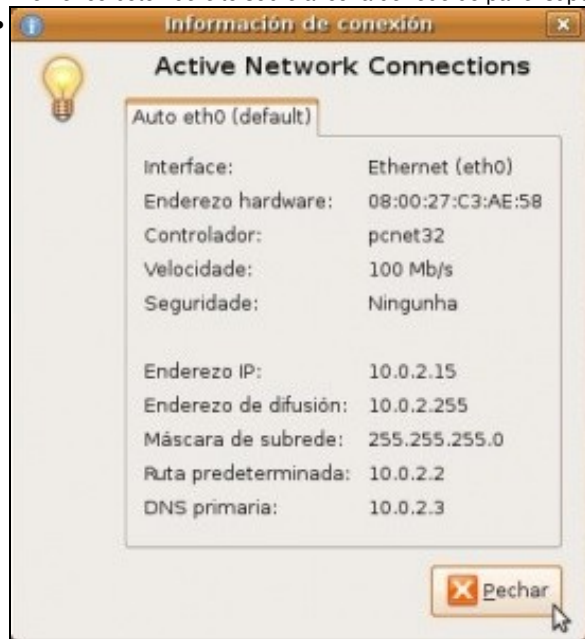 Información de conexión
Active Network Connections
Auto eth0 (default)
Interface: Ethernet (eth0)
Enderezo hardware: 08:00:27:C3:AE:58
Controlador: pcnet32
Velocidade: 100 Mb/s
Seguridade: Ningunha
Enderezo IP: 10.0.2.15
Enderezo de difusión: 10.0.2.255
Máscara de subrede: 255.255.255.0
Ruta predeterminada: 10.0.2.2
DNS primaria: 10.0.2.3
Pechar